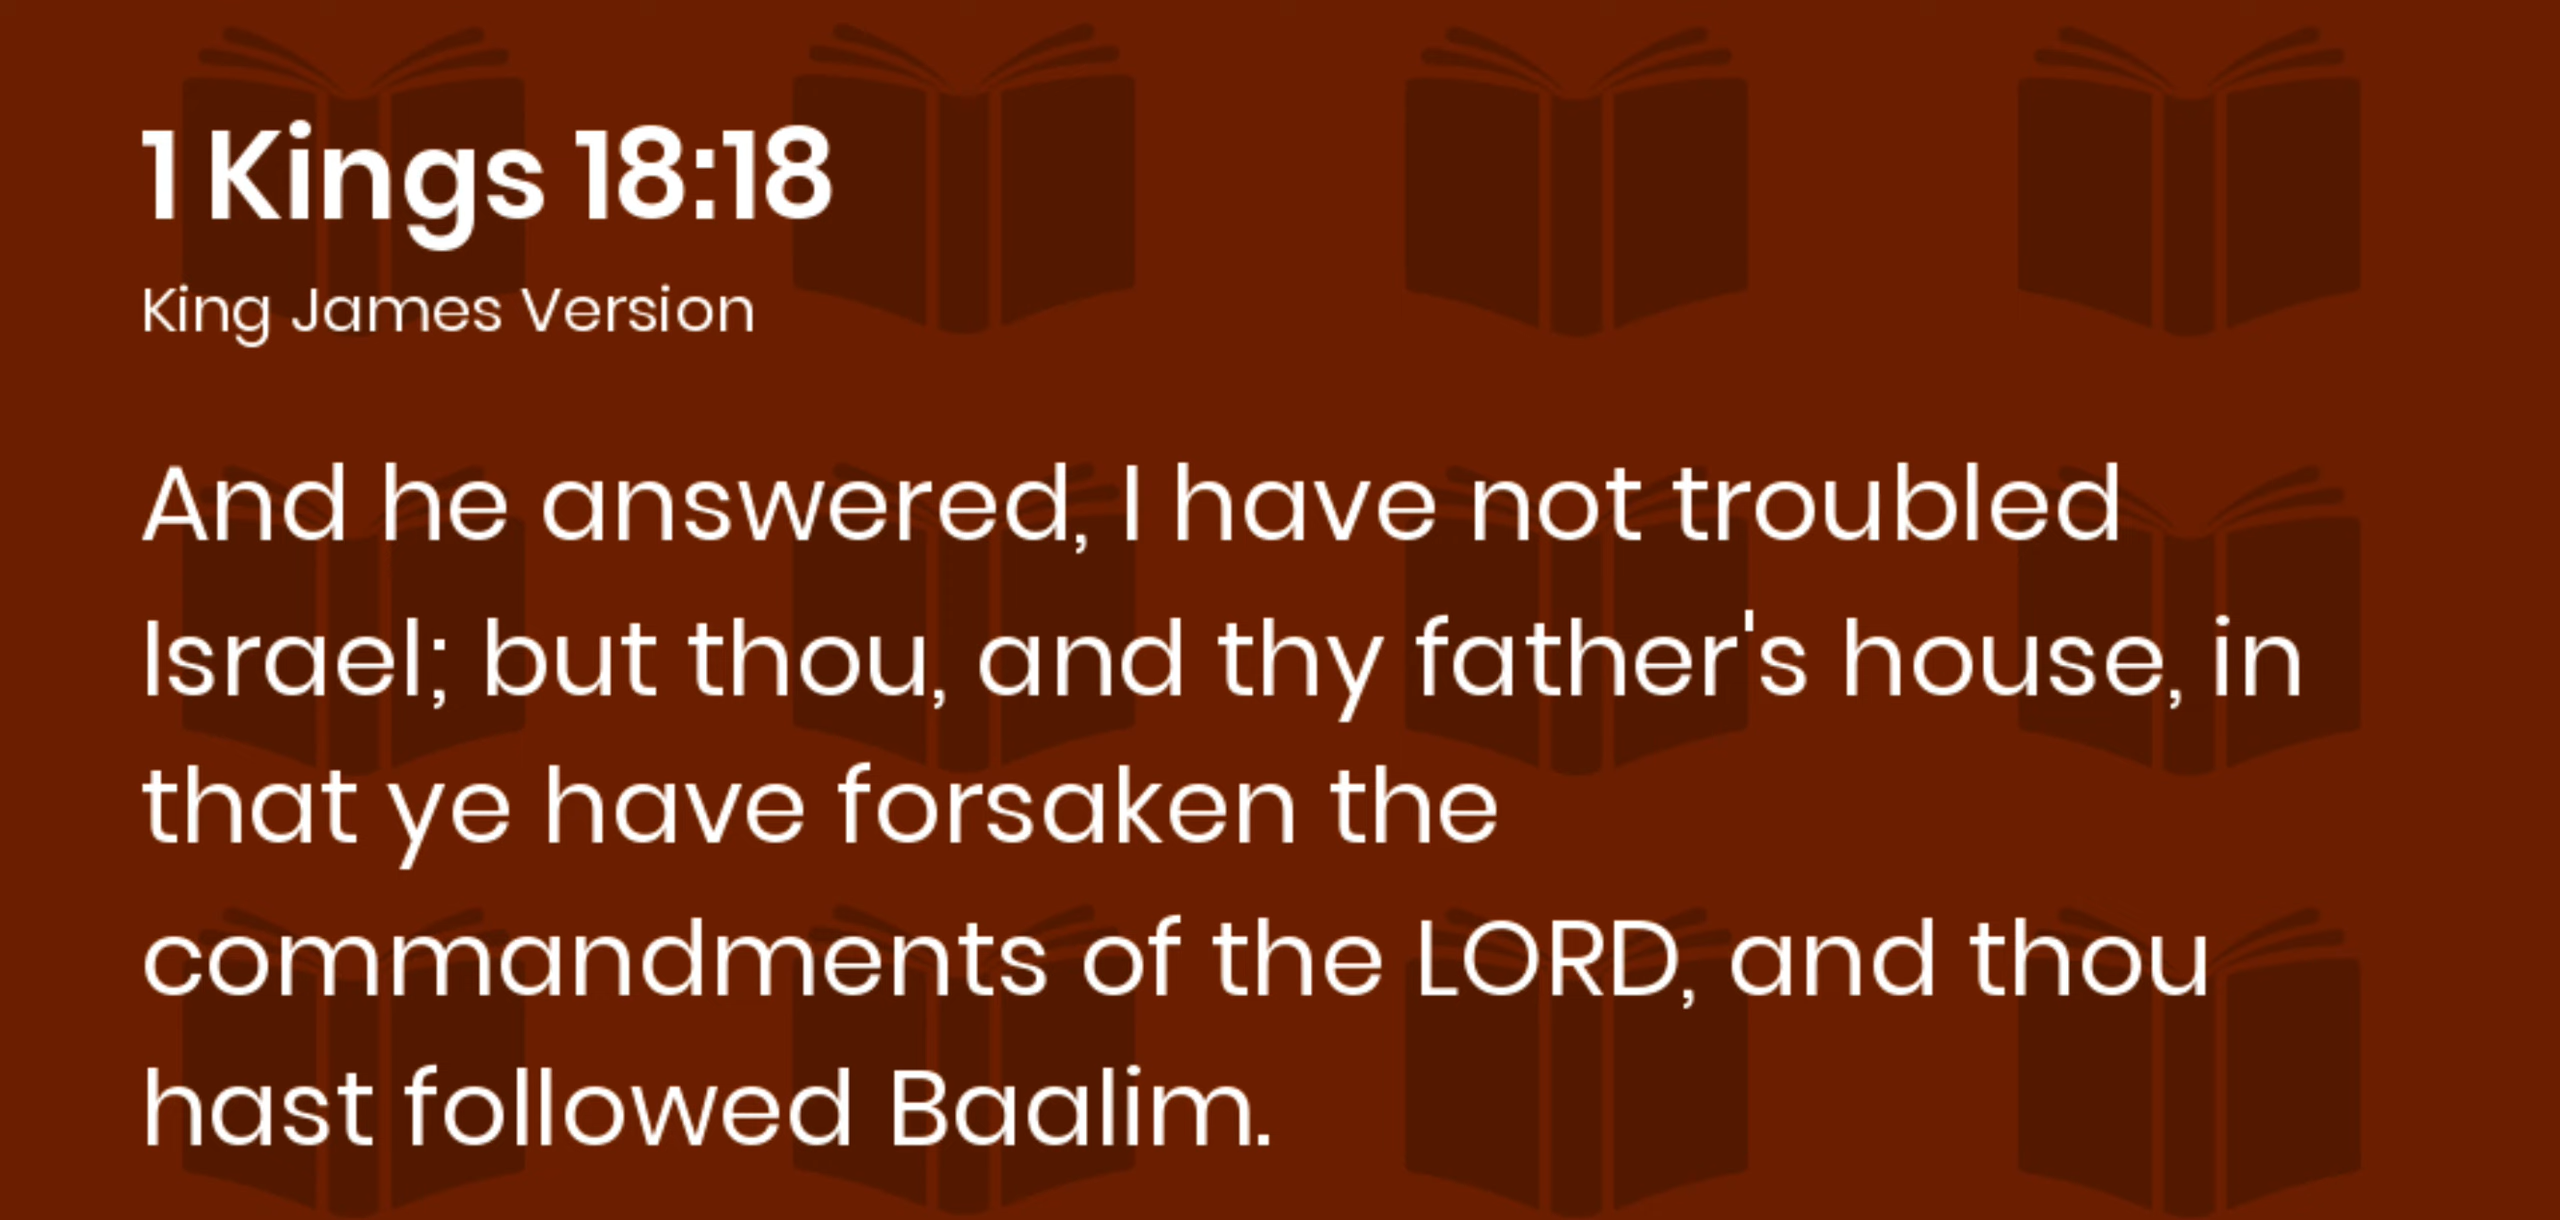 1 Kings 18:18
King James Version
And he answered, I have not troubled
Israel; but thou, and thy father's house, in
that ye have forsaken the
commandments of the LORD, and thou
hast followed Baalim.